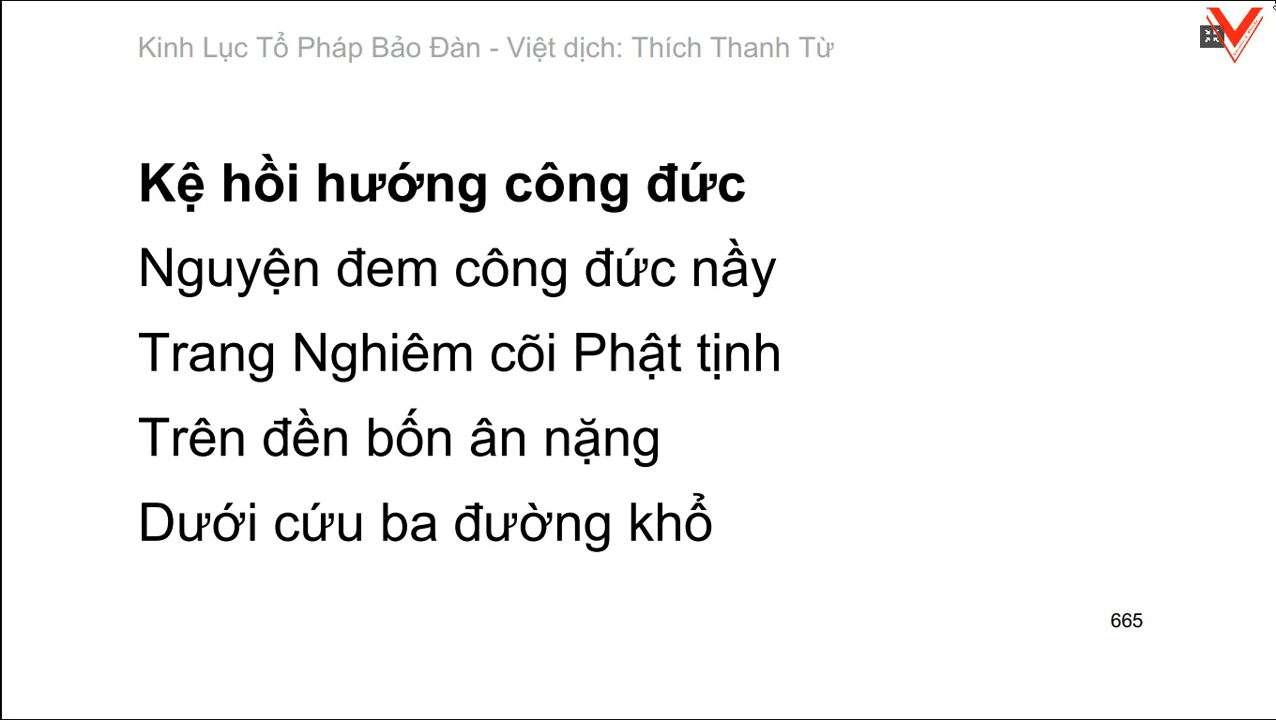 Kinh Lục Tổ Pháp Bảo Đàn - Việt dịch: Thích Thanh Từ
Kệ hồi hướng công đức
Nguyện đem công đức nầy
Trang Nghiêm cõi Phật tịnh
Trên đền bốn ân nặng
Dưới cứu ba đường khổ
665